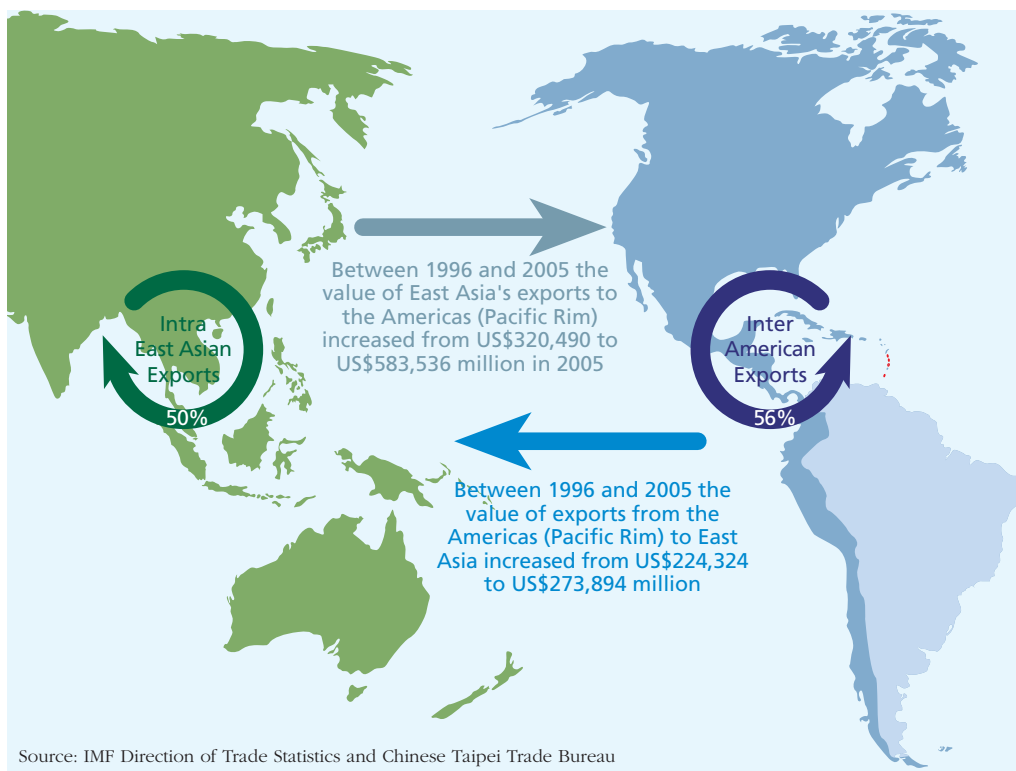 Between 1996 and 2005 the
value of East Asia's exports to
the Americas (Pacific Rim)
increased from US$320,490 to
US$583,536 million in 2005
Intra
East Asian
Exports
50%
Inter
American
Exports
56%
Between 1996 and 2005 the
value of exports from the
Americas (Pacific Rim) to East
Asia increased from US$224,324
to US$273,894 million
Source: IMF Direction of Trade Statistics and Chinese Taipei Trade Bureau